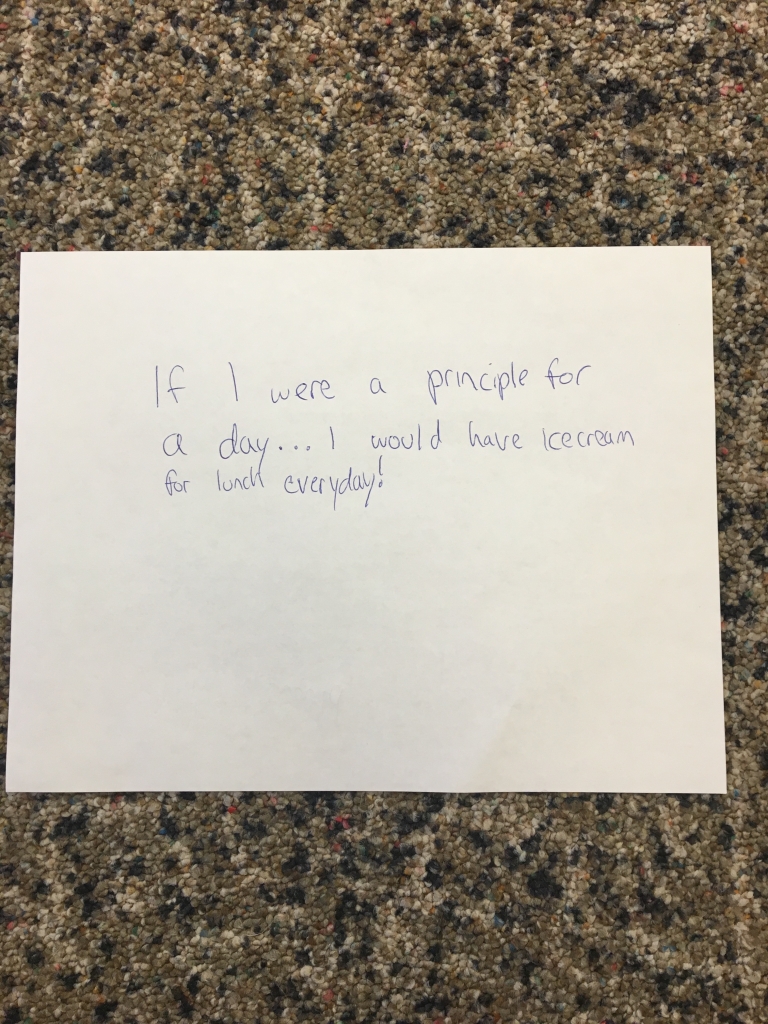 If I were a principle for
a day... I would have icecream
for lunch everyday!